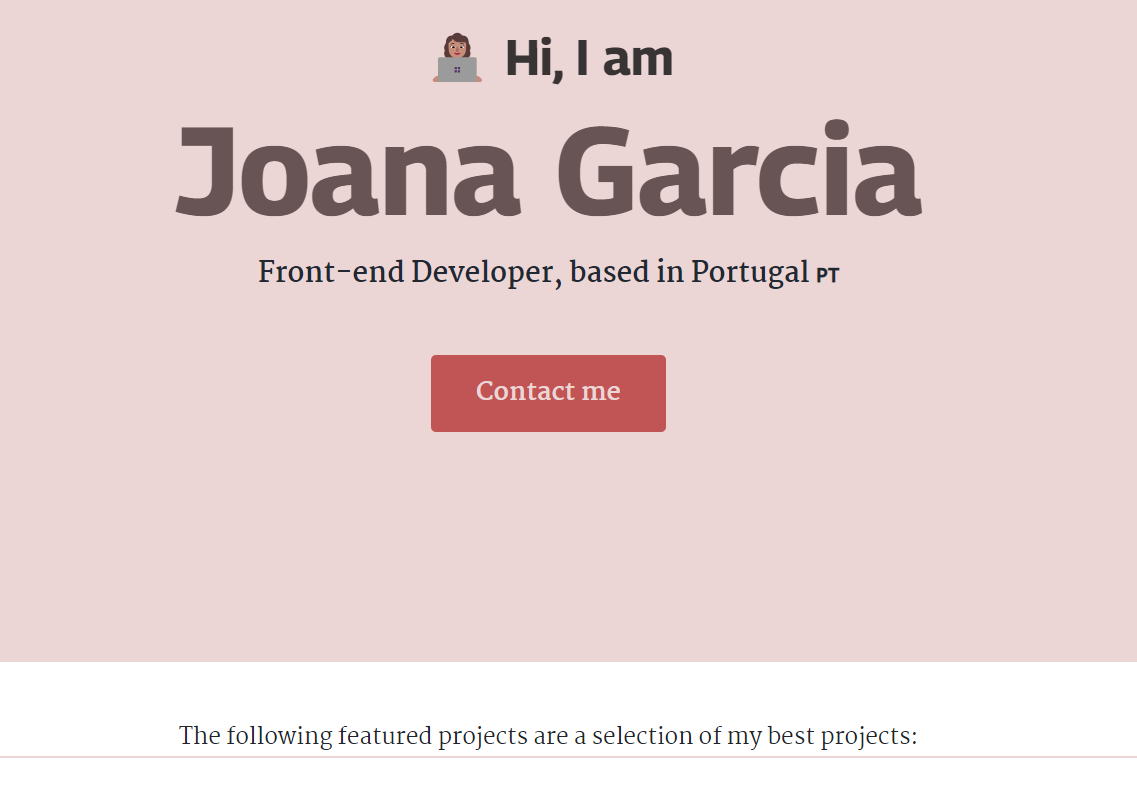 Hi, I am
Joana Garcia
Front-end Developer, based in Portugal PT
Contact me
The following featured projects are a selection of my best projects: